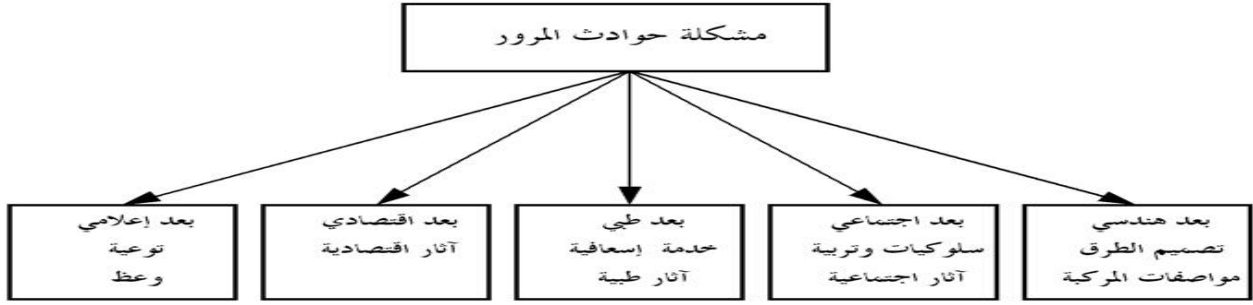 مشكلة حوادث المرور
بعد هندسي
تصميم الطرق
مواصفات المركبة
بعد اجتماعي
سلوكيات وتربية
آثار اجتماعية
بعد طبي
خدمة إسعافية
آثار طبية
بعد اقتصادي
آثار اقتصادية
بعد إعلامي
توعية
وعظ